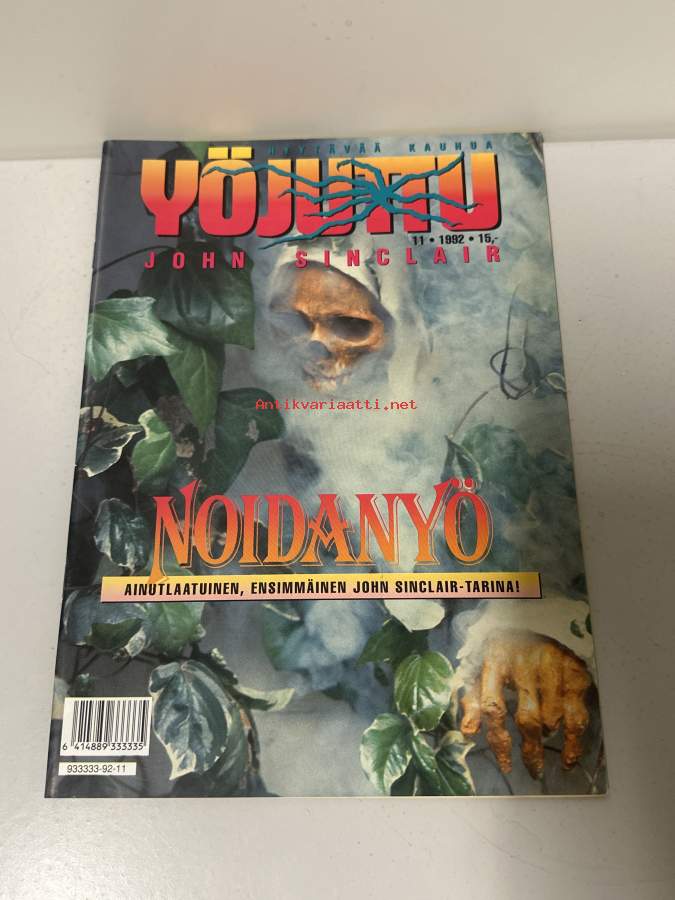 HYYTÄVÄÄ KAUHUA
YÖJUTTU
11 • 1992 • 15,-
JOHN SINCLAIR
Antikvariaatti.net
NOIDANYÖ
AINUTLAATUINEN, ENSIMMÄINEN JOHN SINCLAIR-TARINA!
6 414889 333335
933333-92-11